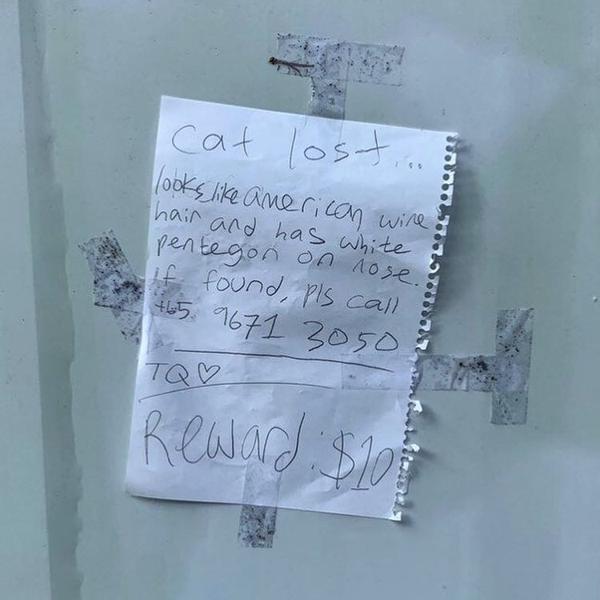 cat lost...
looks like american wire
hair and has white
pentegon on nose.
If found, pls call
+65 9671 3050
TQ♡
Reward: $10